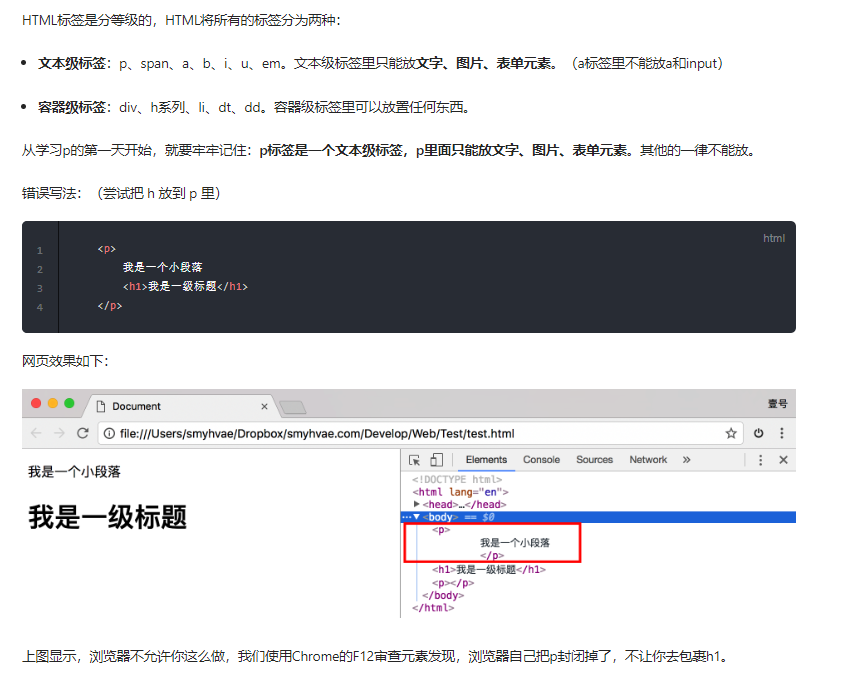 HTML标签是分等级的，HTML将所有的标签分为两种：
• 文本级标签：p、span、a、b、i、u、em。文本级标签里只能放文字、图片、表单元素。（a标签里不能放a和input）
• 容器级标签：div、h系列、li、dt、dd。容器级标签里可以放置任何东西。
从学习p的第一天开始，就要牢牢记住：p标签是一个文本级标签，p里面只能放文字、图片、表单元素。其他的一律不能放。
错误写法：（尝试把 h 放到 p 里）
html
1 <p>
2 我是一个小段落
3 <h1>我是一级标题</h1>
4 </p>
网页效果如下：
Document
壹号
file:///Users/smyhvae/Dropbox/smyhvae.com/Develop/Web/Test/test.html
我是一个小段落
我是一级标题
Elements Console Sources Network »
<!DOCTYPE html>
<html lang="en">
<head>…</head>
…<body> == $0
<p>
我是一个小段落
</p>
<h1>我是一级标题</h1>
<p></p>
</body>
</html>
上图显示，浏览器不允许你这么做，我们使用Chrome的F12审查元素发现，浏览器自己把p封闭掉了，不让你去包裹h1。